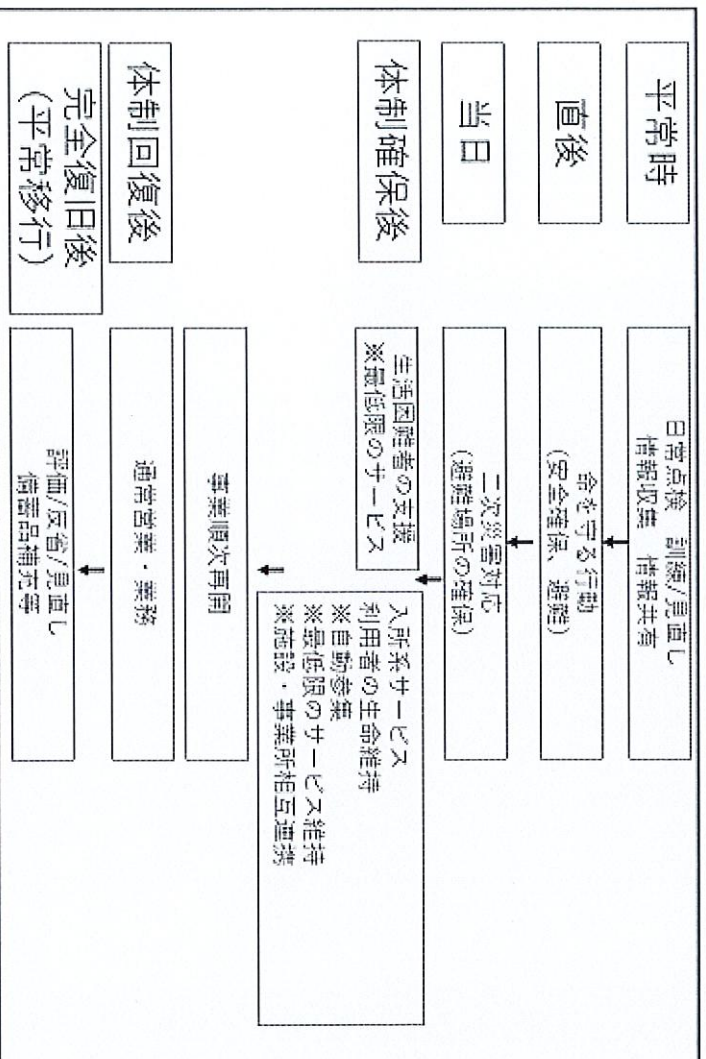 平常時
日常点検 訓練/見直し
情報収集 情報共有
直後
命を守る行動
(安全確保、避難)
当日
二次災害対応
(避難場所の確保)
体制確保後
生活困難者の支援
※最低限のサービス
入所系サービス
利用者の生命維持
※自動参集
※最低限のサービス維持
※施設・事業所相互連携
事業順次再開
体制回復後
通常営業・業務
完全復旧後
(平常移行)
評価/反省/見直し
備蓄品補充等